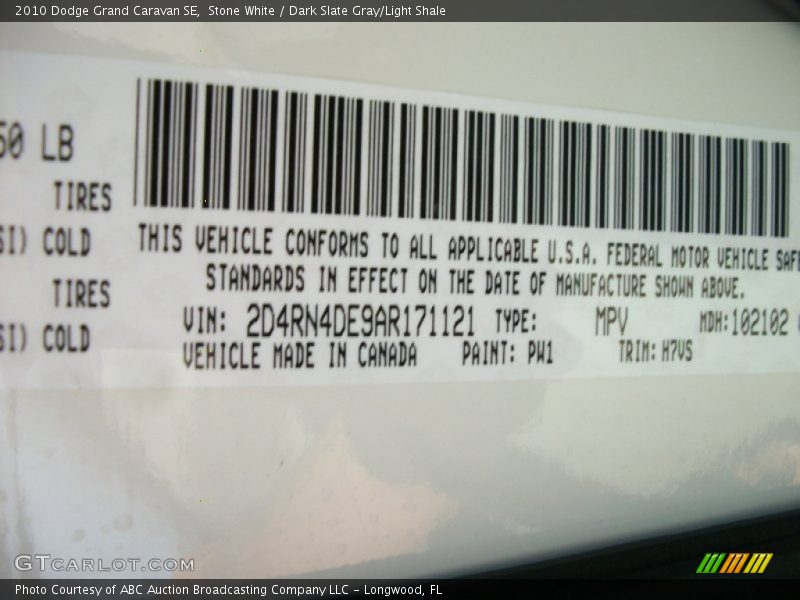 2010 Dodge Grand Caravan SE,  Stone White / Dark Slate Gray/Light Shale
50 LB
TIRES
SI) COLD
TIRES
SI) COLD
THIS VEHICLE CONFORMS TO ALL APPLICABLE U.S.A. FEDERAL MOTOR VEHICLE SAFE
STANDARDS IN EFFECT ON THE DATE OF MANUFACTURE SHOWN ABOVE.
VIN: 2D4RN4DE9AR171121 TYPE: MPV MDH:102102
VEHICLE MADE IN CANADA PAINT: PW1 TRIM: H7VS
GTCARLOT.COM
Photo Courtesy of ABC Auction Broadcasting Company LLC - Longwood, FL